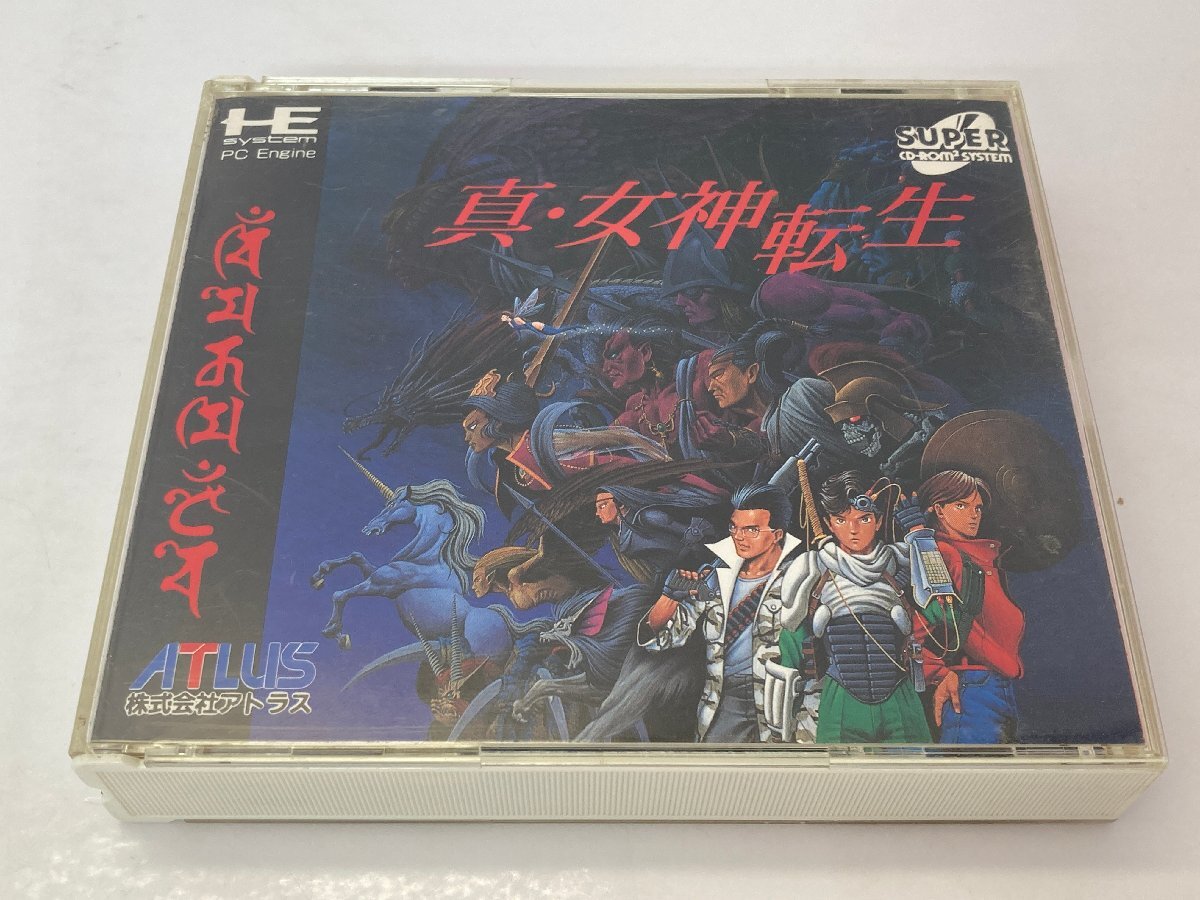 HE
system
PC Engine
SUPER
CD-ROM² SYSTEM
真・女神転生
ATLUS
株式会社アトラス